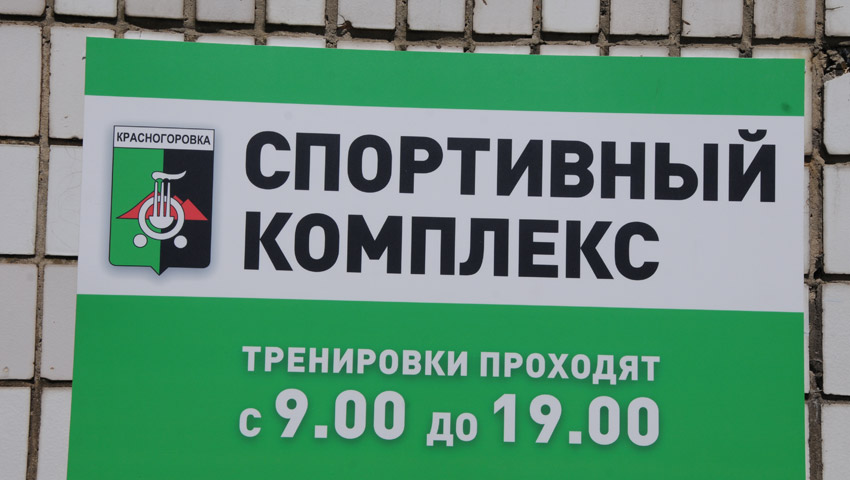 КРАСНОГОРОВКА
СПОРТИВНЫЙ
КОМПЛЕКС
ТРЕНИРОВКИ ПРОХОДЯТ
с 9.00 до 19.00